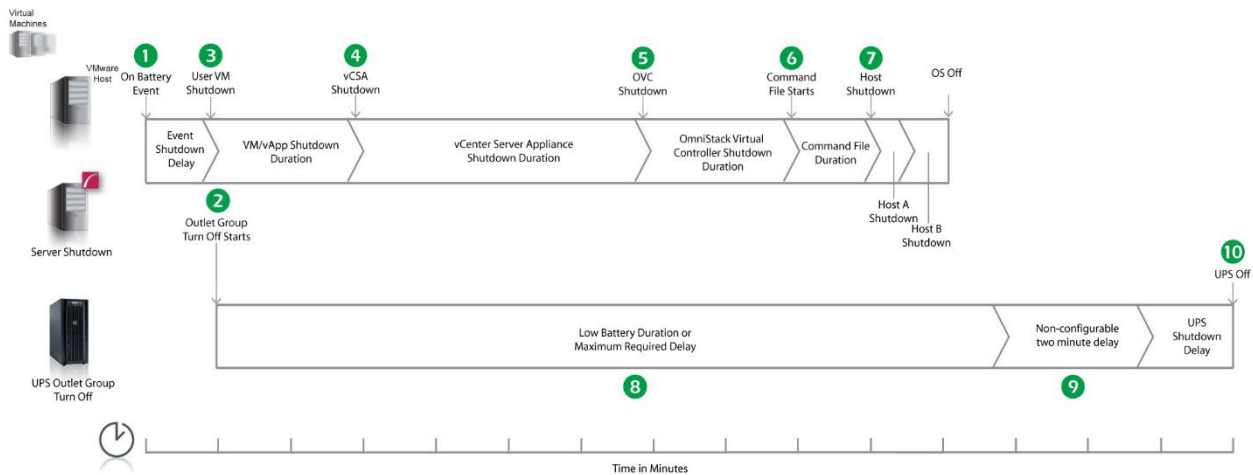 Virtual
Machines
VMware
Host
1
On Battery
Event
3
User VM
Shutdown
4
vCSA
Shutdown
5
OVC
Shutdown
6
Command
File Starts
7
Host
Shutdown
OS Off
Event
Shutdown
Delay
VM/vApp Shutdown
Duration
vCenter Server Appliance
Shutdown Duration
OmniStack Virtual
Controller Shutdown
Duration
Command File
Duration
Host A
Shutdown
Host B
Shutdown
Server Shutdown
2
Outlet Group
Turn Off Starts
10
UPS Off
Low Battery Duration or
Maximum Required Delay
Non-configurable
two minute delay
UPS
Shutdown
Delay
UPS Outlet Group
Turn Off
8
9
Time in Minutes